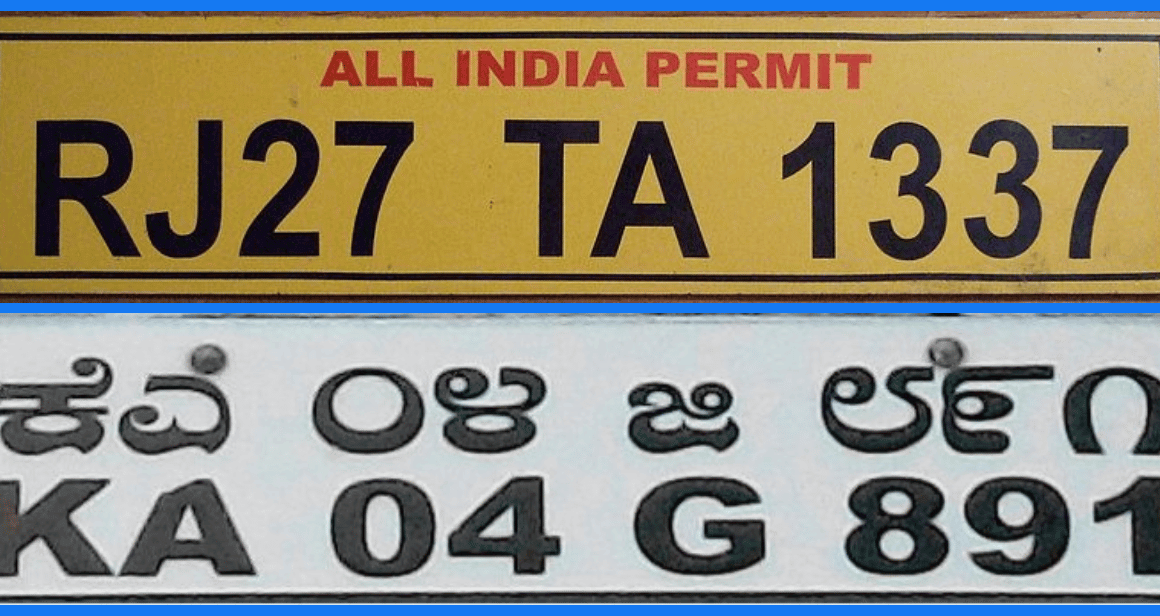 ALL INDIA PERMIT
RJ27 TA 1337
ಕೆಎ ೦೪ ಜಿ ೮೯೧
KA 04 G 891